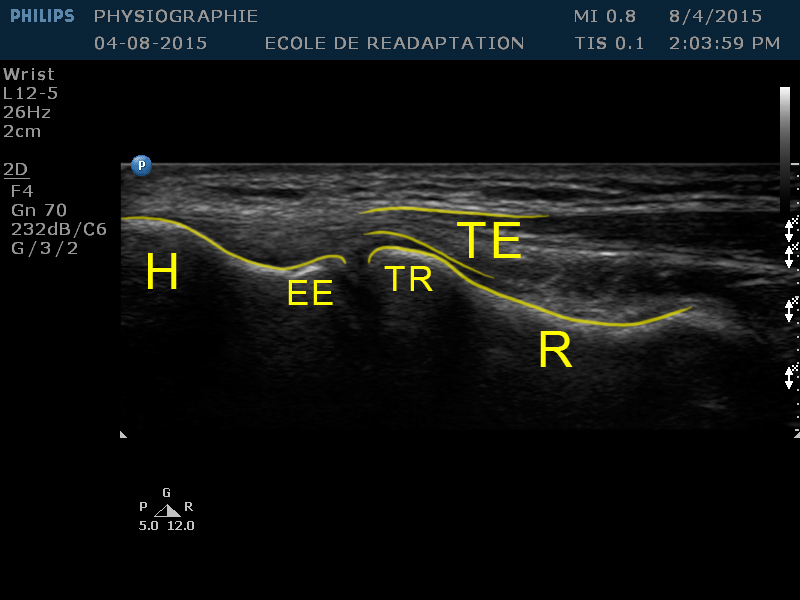 PHILIPS PHYSIOGRAPHIE MI 0.8 8/4/2015
04-08-2015 ECOLE DE READAPTATION TIS 0.1 2:03:59 PM
Wrist
L12-5
26Hz
2cm
2D
F4
Gn 70
232dB/C6
G/3/2
P
H
EE
TR
TE
R
G
P R
5.0 12.0